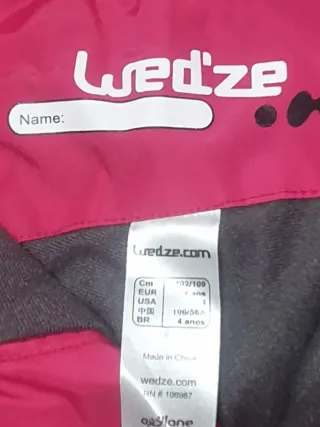 Wed'ze
Name:
Wedze.com
Cm 102/109
EUR 4 ans
USA
中国 106/56A
BR 4 anos
Made in China
wedze.com
RN # 106987
oxylane